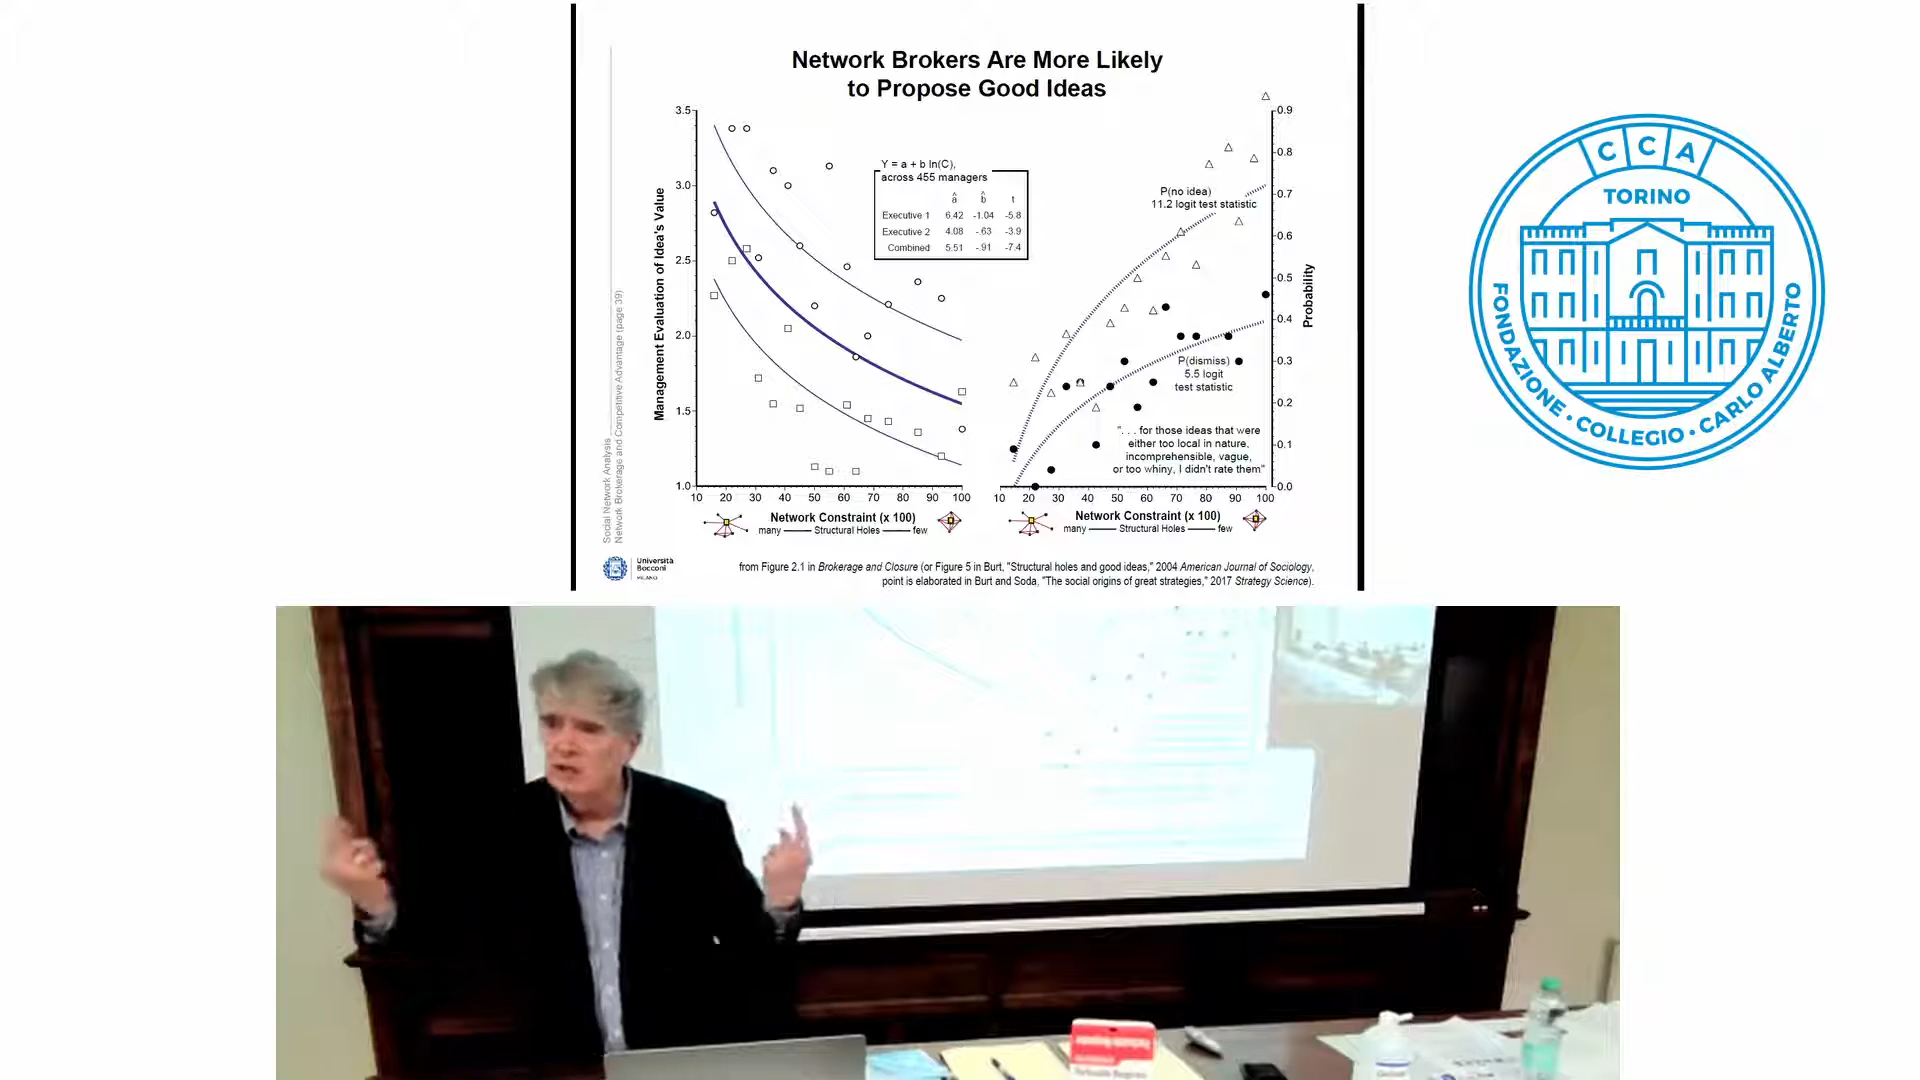 Network Brokers Are More Likely
to Propose Good Ideas
Social Network Analysis
Network Brokerage and Competitive Advantage (page 39)
Management Evaluation of Idea's Value
3.5
3.0
2.5
2.0
1.5
1.0
10 20 30 40 50 60 70 80 90 100
Y = a + b ln(C),
across 455 managers
â b̂ t
Executive 1 6.42 -1.04 -5.8
Executive 2 4.08 -.63 -3.9
Combined 5.51 -.91 -7.4
Network Constraint (x 100)
many Structural Holes few
P(no idea)
11.2 logit test statistic
P(dismiss)
5.5 logit
test statistic
". . . for those ideas that were
either too local in nature,
incomprehensible, vague,
or too whiny, I didn't rate them"
0.9
0.8
0.7
0.6
0.5
0.4
0.3
0.2
0.1
0.0
Probability
10 20 30 40 50 60 70 80 90 100
Network Constraint (x 100)
many Structural Holes few
Università
Bocconi
MILANO
from Figure 2.1 in Brokerage and Closure (or Figure 5 in Burt, "Structural holes and good ideas," 2004 American Journal of Sociology,
point is elaborated in Burt and Soda, "The social origins of great strategies," 2017 Strategy Science).
CCA
TORINO
FONDAZIONE • COLLEGIO • CARLO ALBERTO